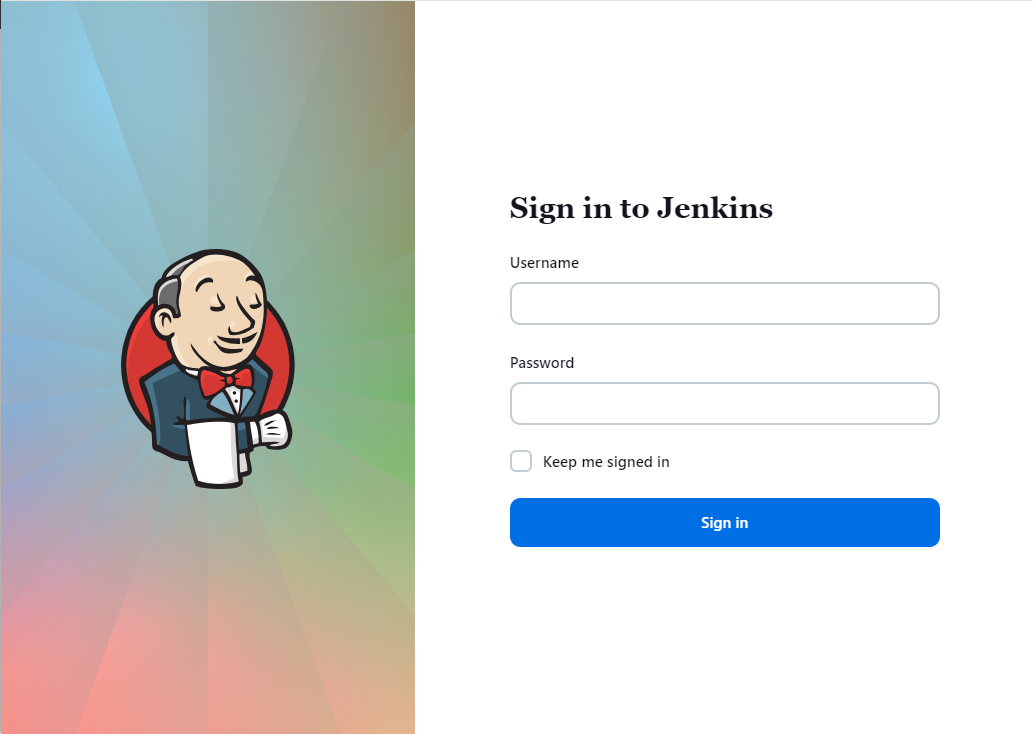 Sign in to Jenkins
Username
Password
Keep me signed in
Sign in